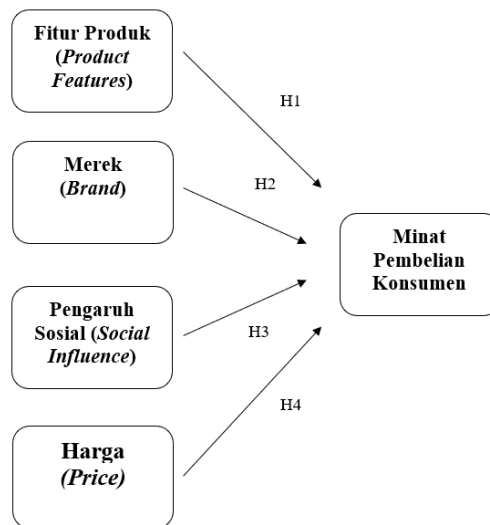 Fitur Produk
(Product
Features)
H1
Merek
(Brand)
H2
Minat
Pembelian
Konsumen
Pengaruh
Sosial (Social
Influence)
H3
H4
Harga
(Price)